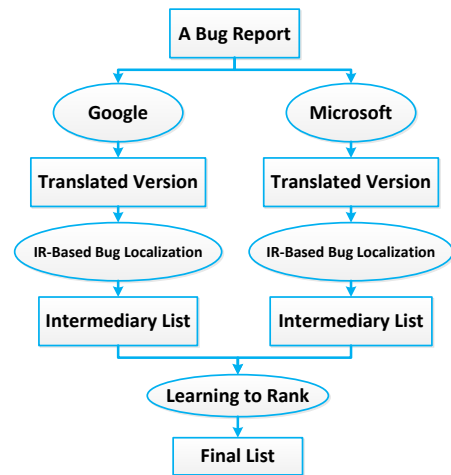 A Bug Report
Google
Microsoft
Translated Version
Translated Version
IR-Based Bug Localization
IR-Based Bug Localization
Intermediary List
Intermediary List
Learning to Rank
Final List